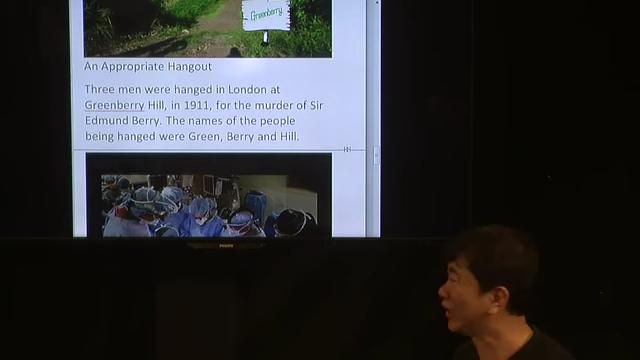 Greenberry
An Appropriate Hangout
Three men were hanged in London at
Greenberry Hill, in 1911, for the murder of Sir
Edmund Berry. The names of the people
being hanged were Green, Berry and Hill.
PHILIPS